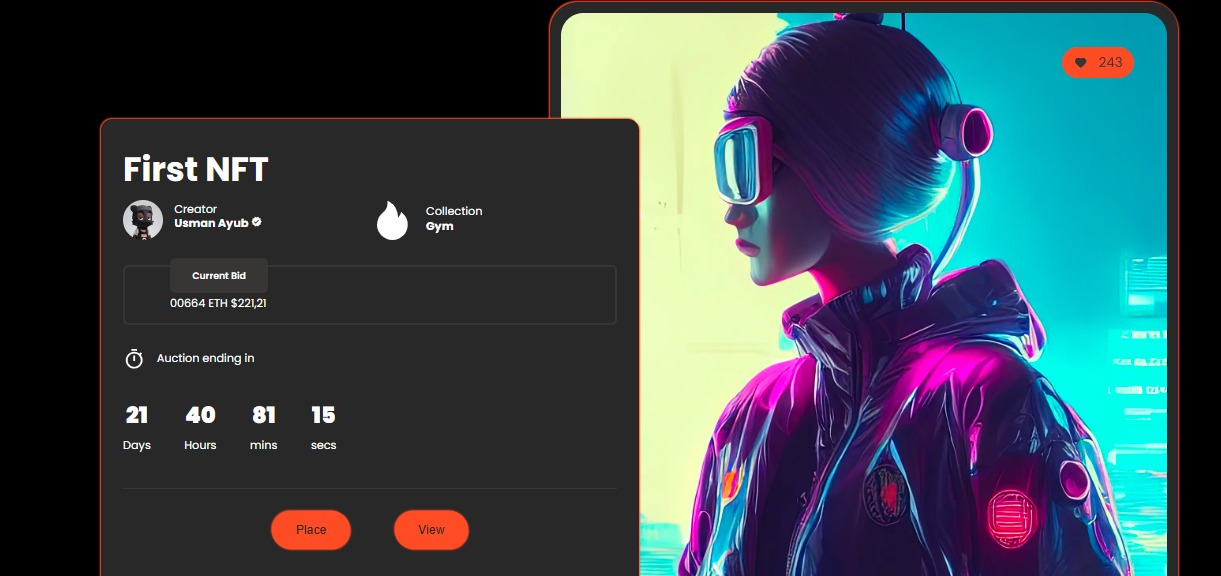 243
First NFT
Creator
Usman Ayub
Collection
Gym
Current Bid
00664 ETH $221,21
Auction ending in
21 40 81 15
Days Hours mins secs
Place View